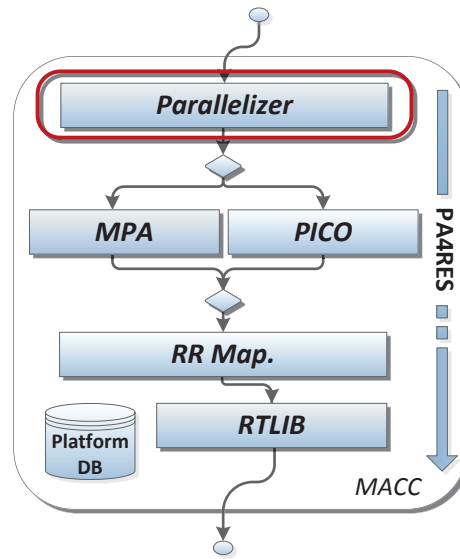 Parallelizer
MPA
PICO
PA4RES
RR Map.
RTLIB
Platform
DB
MACC